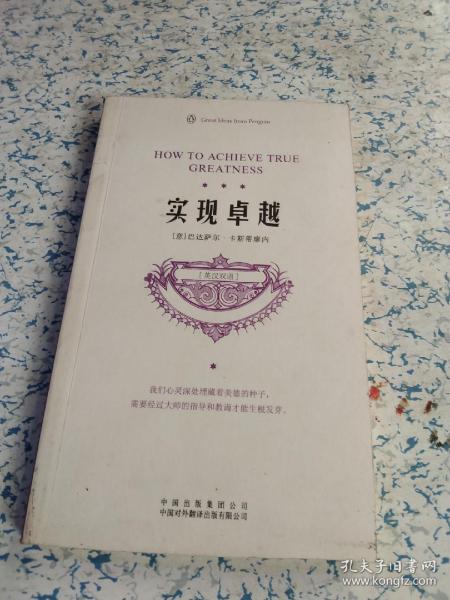 Great Ideas from Penguin
HOW TO ACHIEVE TRUE
GREATNESS
实现卓越
[意]巴达萨尔·卡斯蒂廖内
[英汉双语]
我们心灵深处埋藏着美德的种子，
需要经过大师的指导和教诲才能生根发芽。
中国出版集团公司
中国对外翻译出版有限公司
孔夫子旧书网
www.kongfz.com